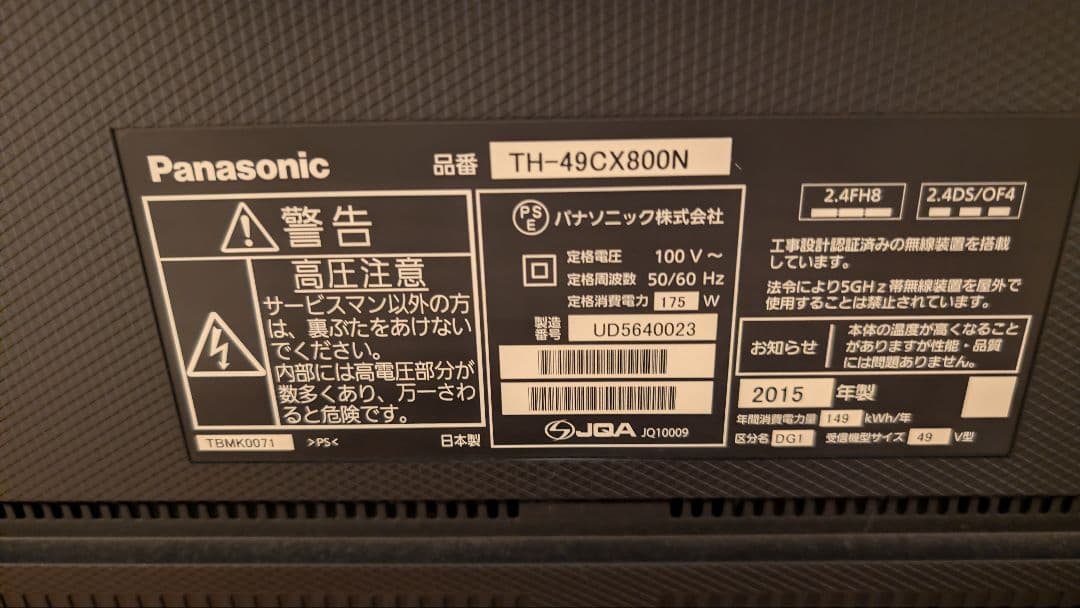 Panasonic
品番 TH-49CX800N
警告
高圧注意
サービスマン以外の方
は、裏ぶたをあけない
でください。
内部には高電圧部分が
数多くあり、万一さわ
ると危険です。
TBMK0071 >PS< 日本製
PSE パナソニック株式会社
定格電圧 100 V ~
定格周波数 50/60 Hz
定格消費電力 175 W
製造番号 UD5640023
JQA JQ10009
2.4FH8 2.4DS/OF4
工事設計認証済みの無線装置を搭載
しています。
法令により5GHz帯無線装置を屋外で
使用することは禁止されています。
お知らせ
本体の温度が高くなること
がありますが性能・品質
には問題ありません。
2015 年製
年間消費電力量 149 kWh/年
区分名 DG1 受信機型サイズ 49 V型